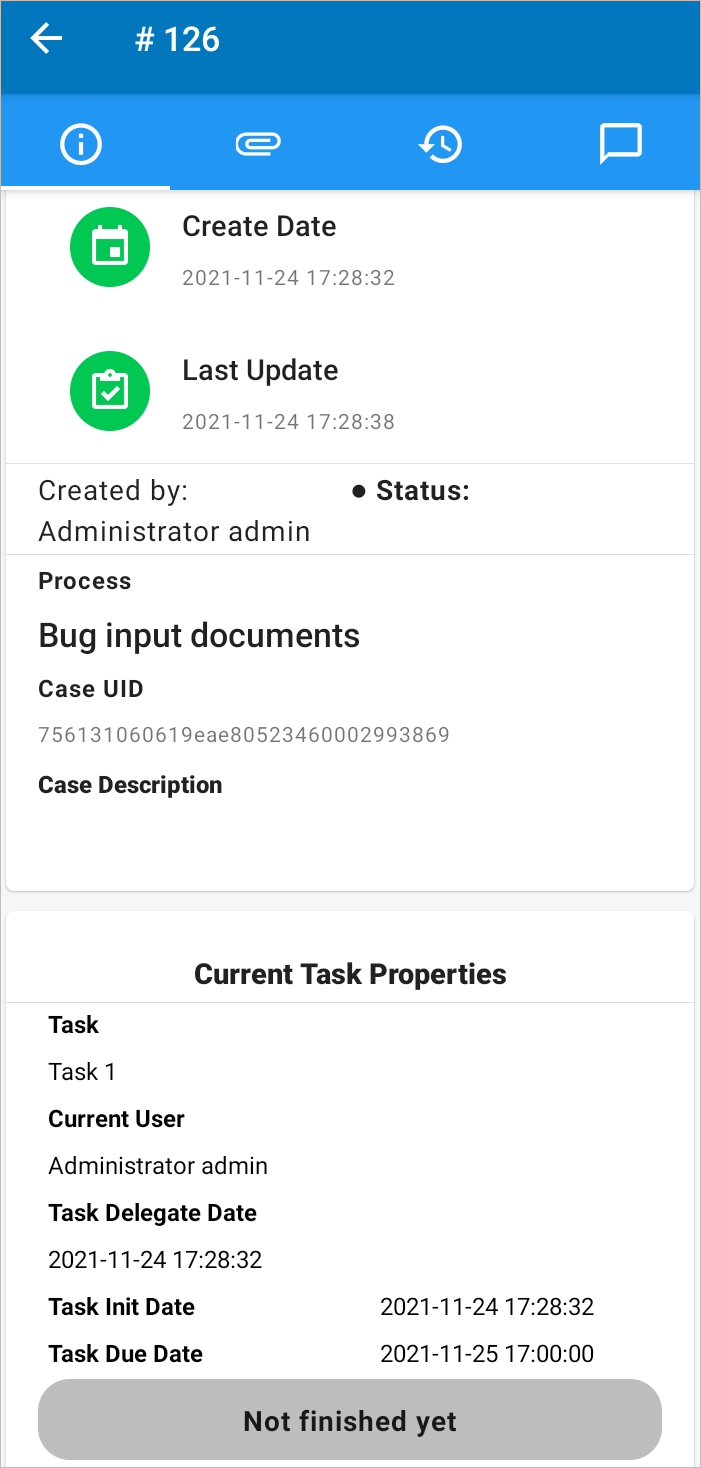 # 126
Create Date
2021-11-24 17:28:32
Last Update
2021-11-24 17:28:38
Created by:
Administrator admin
● Status:
Process
Bug input documents
Case UID
756131060619eae80523460002993869
Case Description
Current Task Properties
Task
Task 1
Current User
Administrator admin
Task Delegate Date
2021-11-24 17:28:32
Task Init Date 2021-11-24 17:28:32
Task Due Date 2021-11-25 17:00:00
Not finished yet